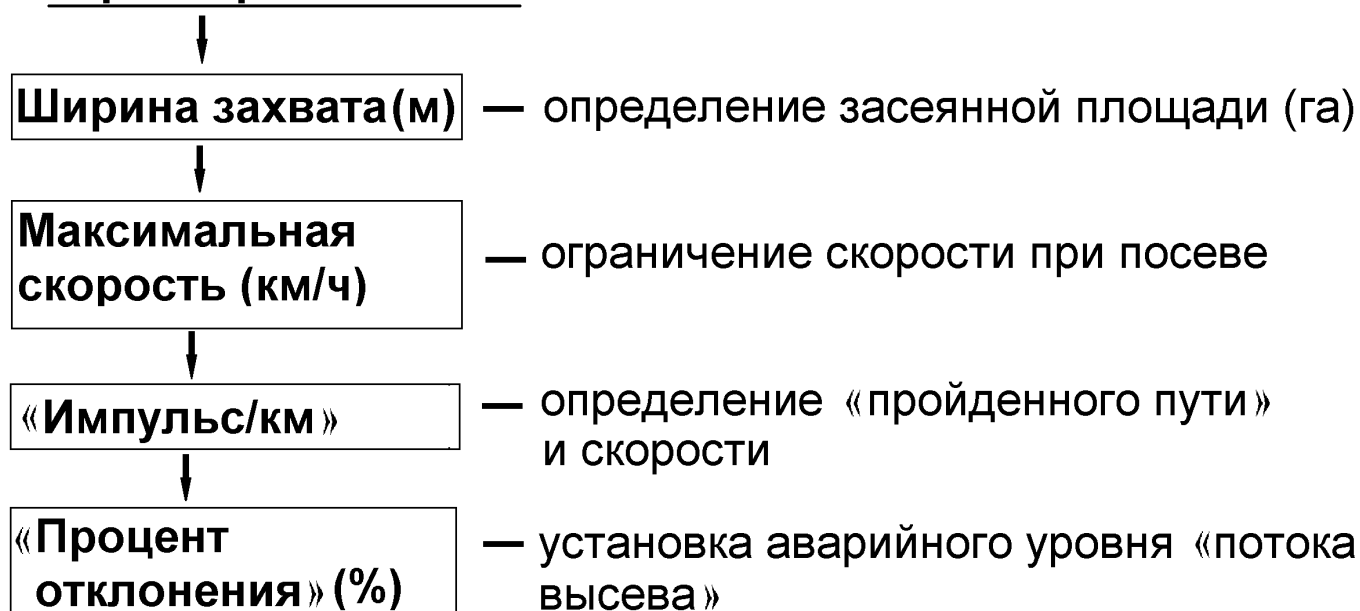 Ширина захвата (м) — определение засеянной площади (га)
Максимальная
скорость (км/ч) — ограничение скорости при посеве
«Импульс/км» — определение «пройденного пути»
и скорости
«Процент
отклонения» (%) — установка аварийного уровня «потока
высева»